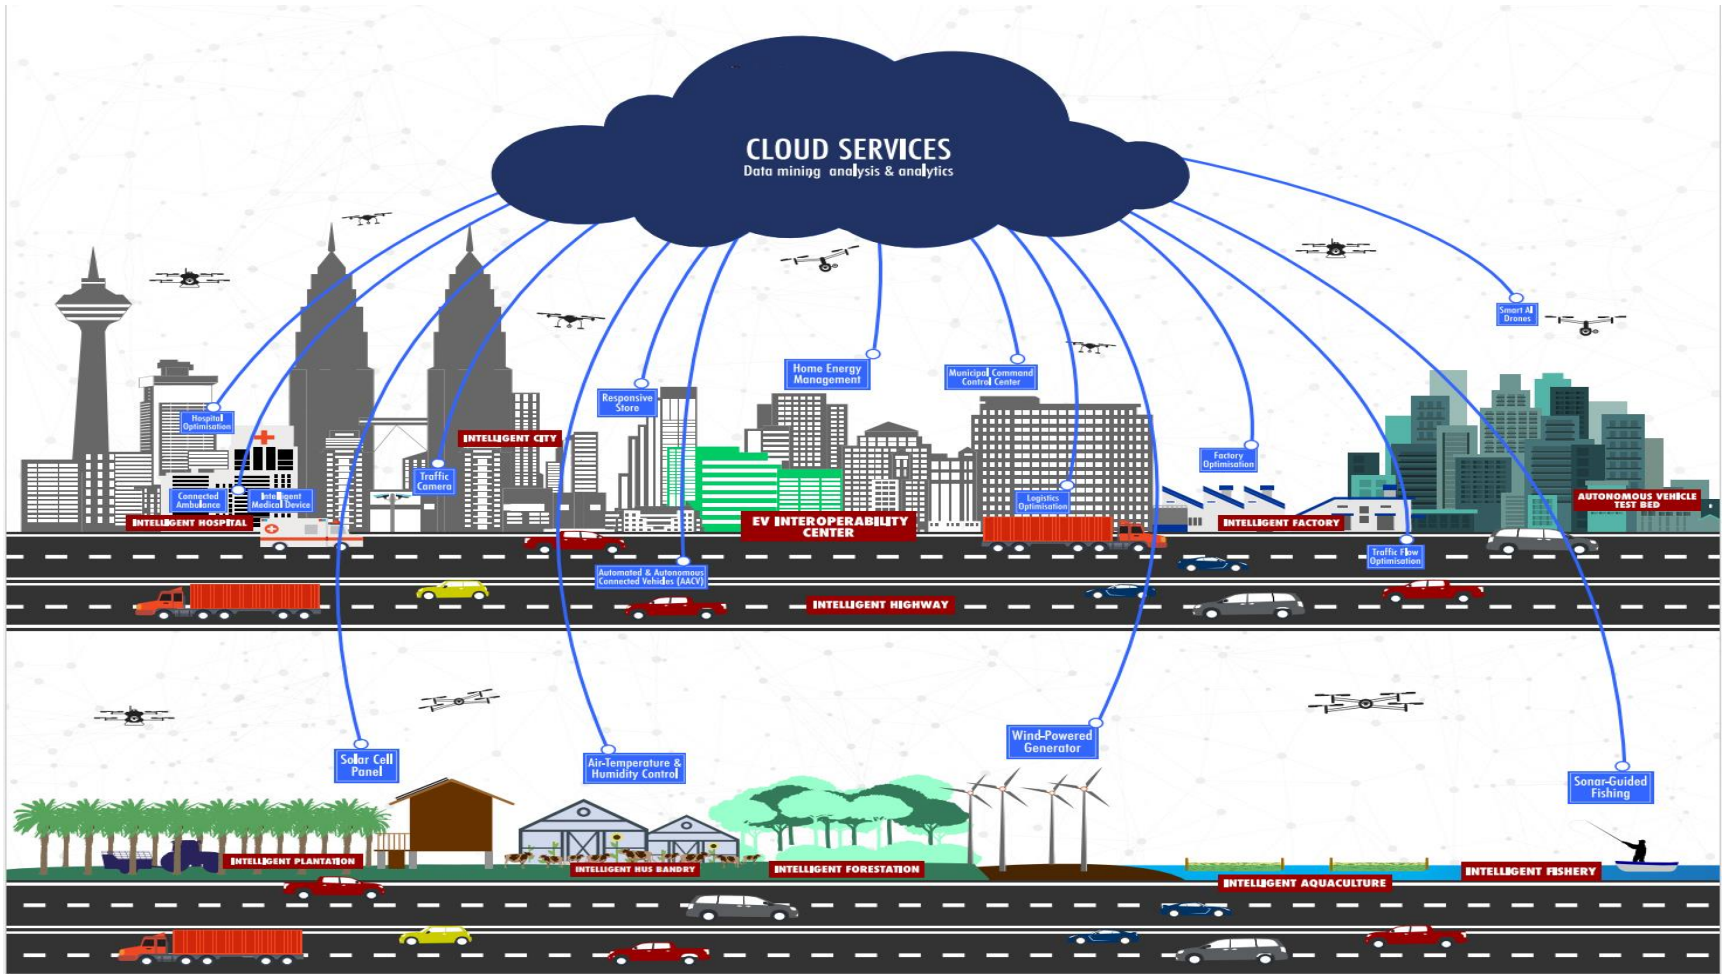 CLOUD SERVICES
Data mining analysis & analytics
Smart AI
Drones
Home Energy
Management
Municipal Command
Control Center
Responsive
Store
Hospital
Optimisation
INTELLIGENT CITY
Traffic
Camera
Factory
Optimisation
Connected
Ambulance
Intelligent
Medical Device
Logistics
Optimisation
AUTONOMOUS VEHICLE
TEST BED
INTELLIGENT HOSPITAL
EV INTEROPERABILITY
CENTER
INTELLIGENT FACTORY
Traffic Flow
Optimisation
Automated & Autonomous
Connected Vehicles (AACV)
INTELLIGENT HIGHWAY
Solar Cell
Panel
Air-Temperature &
Humidity Control
Wind-Powered
Generator
Sonar-Guided
Fishing
INTELLIGENT PLANTATION
INTELLIGENT HUS BANDRY
INTELLIGENT FORESTATION
INTELLIGENT AQUACULTURE
INTELLIGENT FISHERY